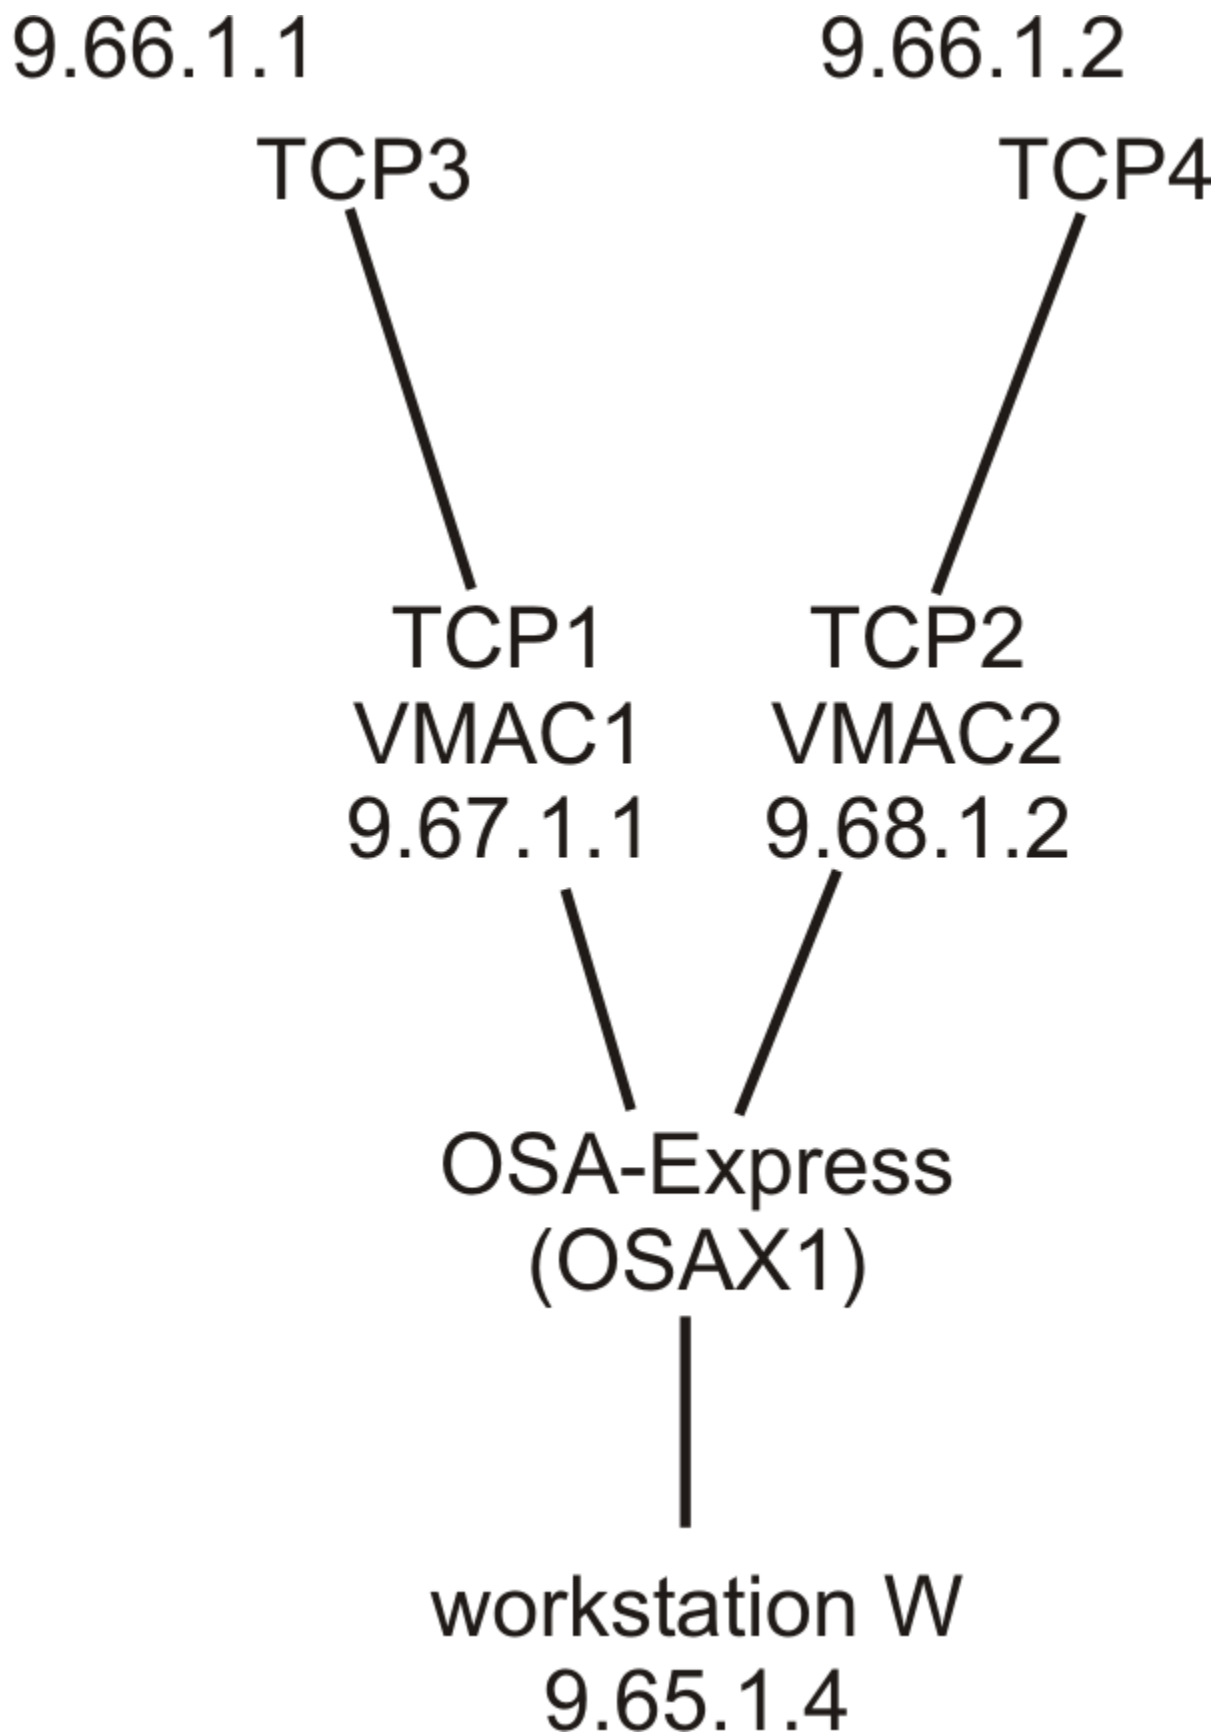 9.66.1.1
9.66.1.2
TCP3
TCP4
TCP1
VMAC1
9.67.1.1
TCP2
VMAC2
9.68.1.2
OSA-Express
(OSAX1)
workstation W
9.65.1.4